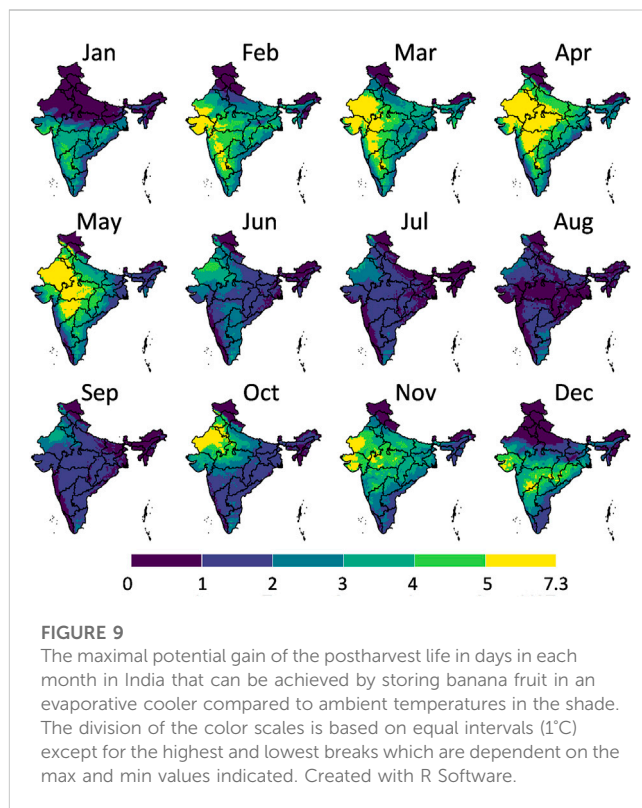 Jan Feb Mar Apr
May Jun Jul Aug
Sep Oct Nov Dec
0 1 2 3 4 5 7.3
FIGURE 9
The maximal potential gain of the postharvest life in days in each
month in India that can be achieved by storing banana fruit in an
evaporative cooler compared to ambient temperatures in the shade.
The division of the color scales is based on equal intervals (1°C)
except for the highest and lowest breaks which are dependent on the
max and min values indicated. Created with R Software.